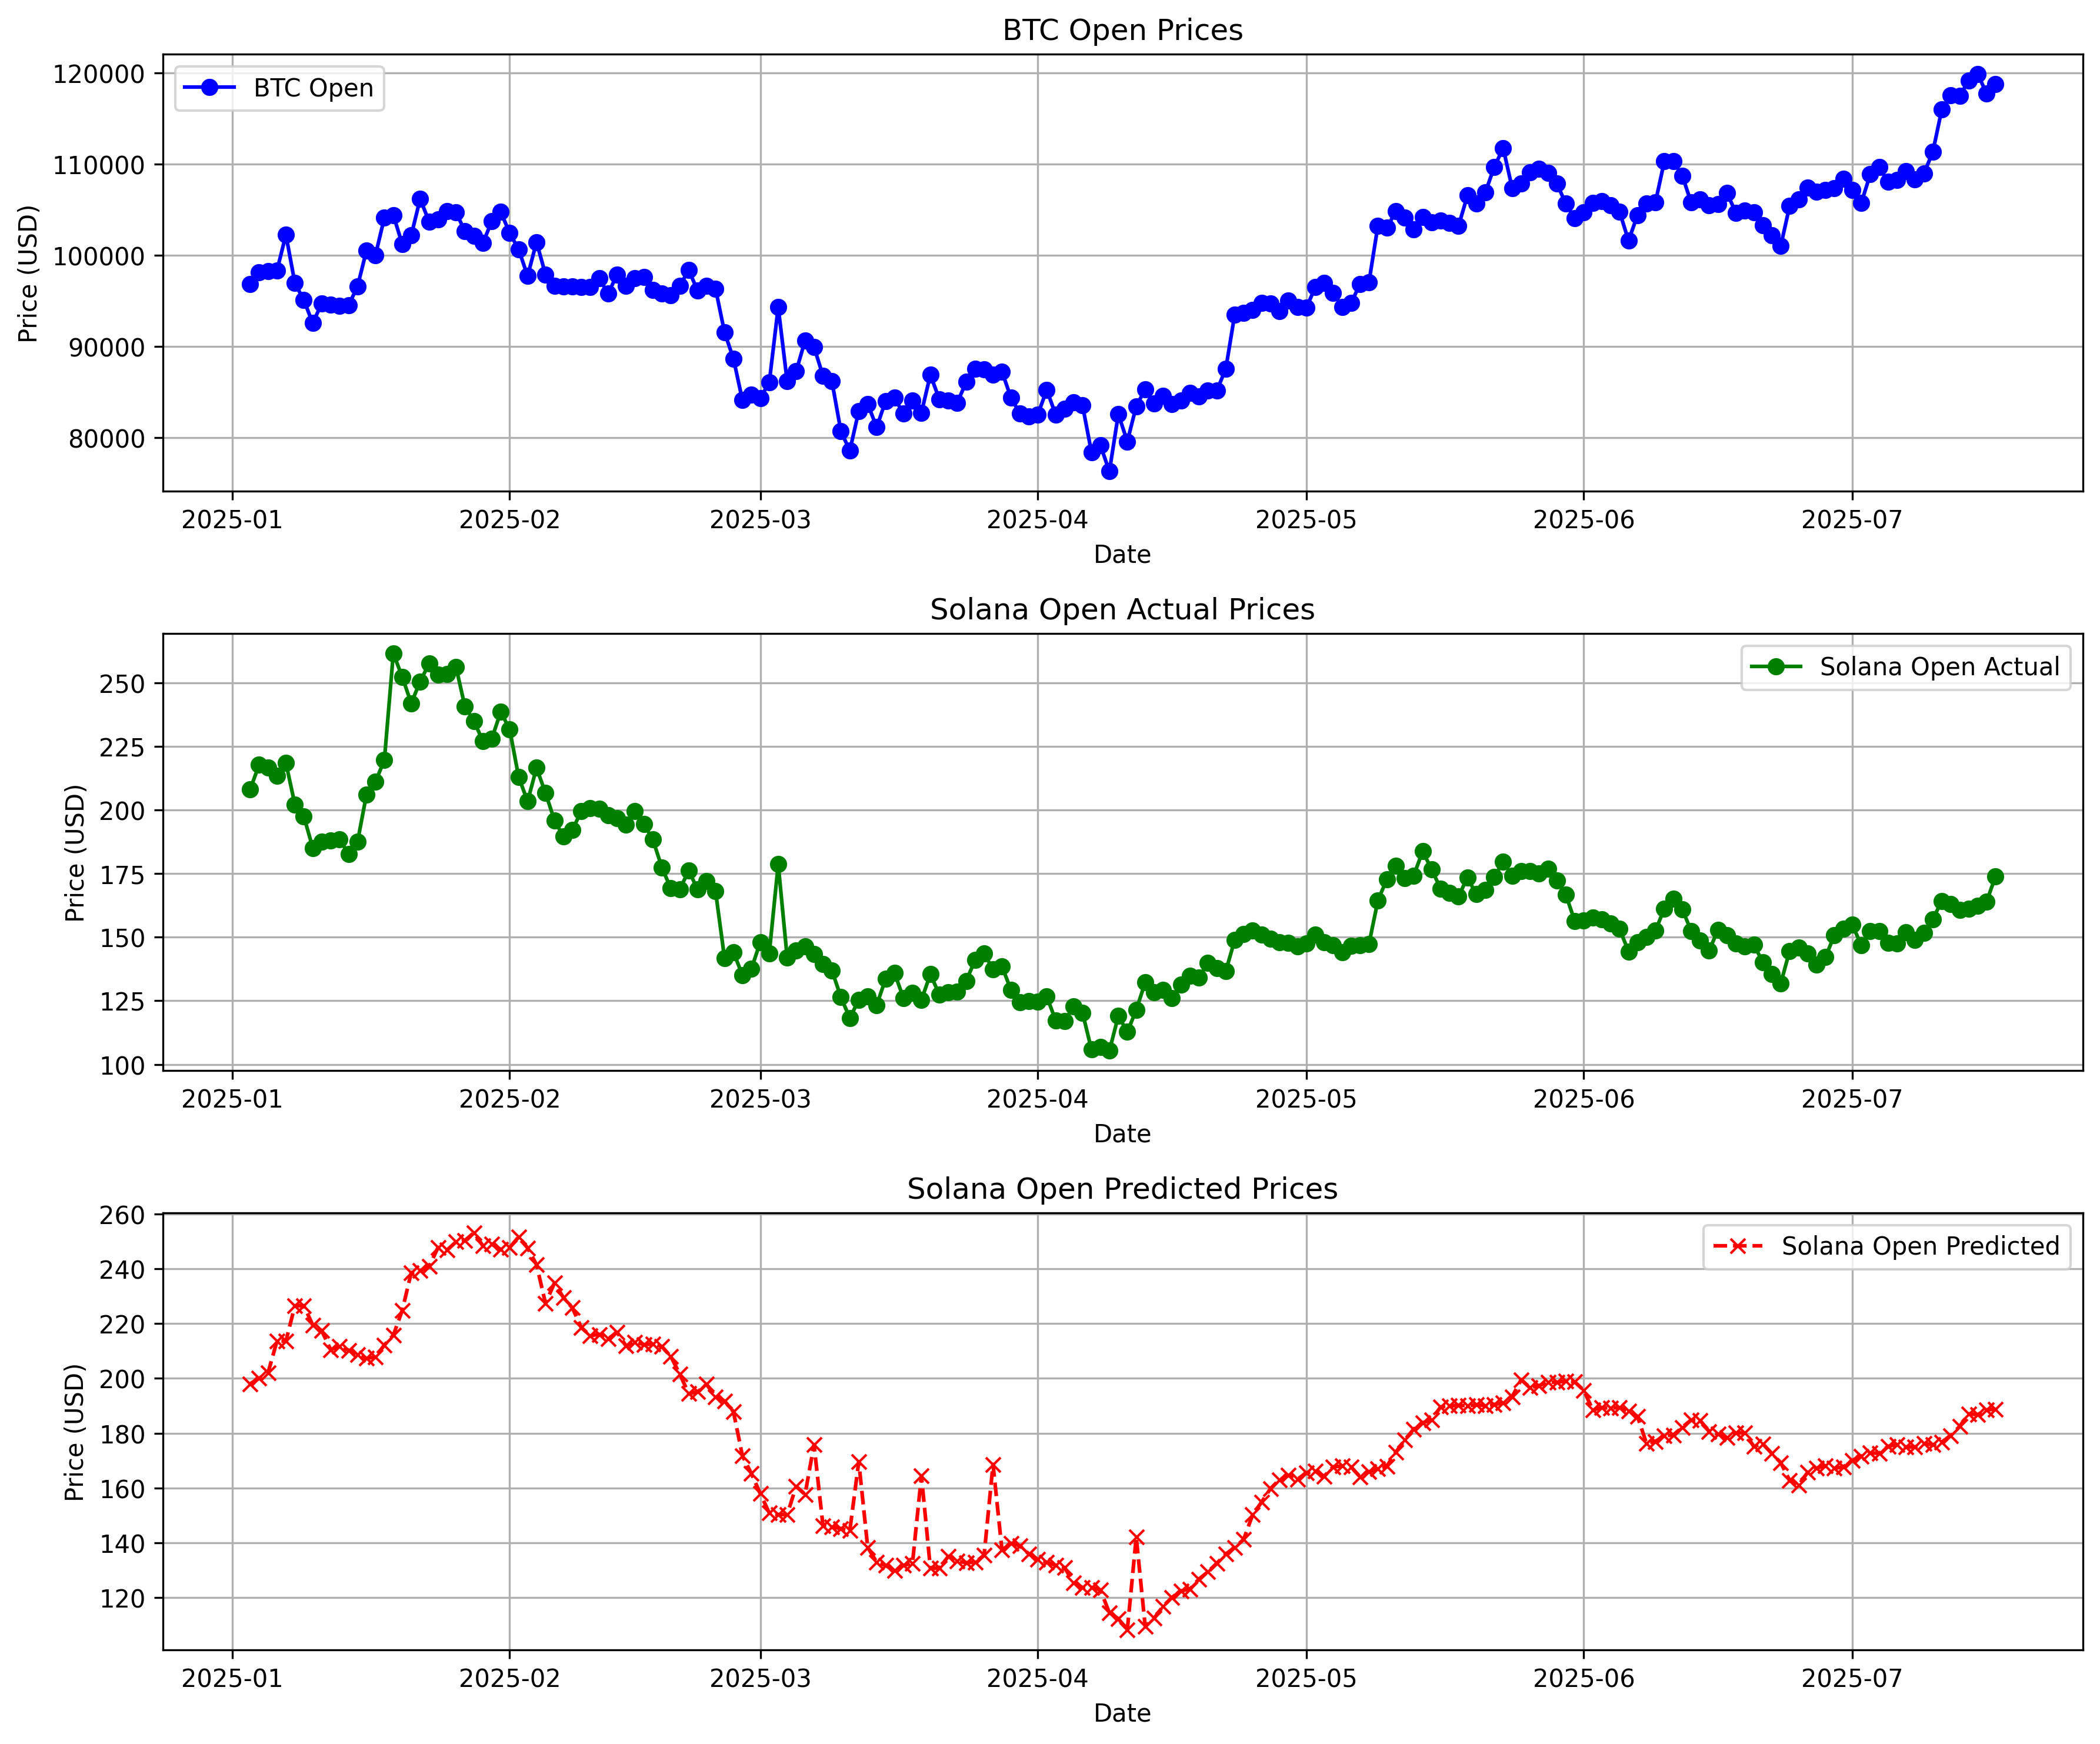 BTC Open Prices
BTC Open
Price (USD)
120000
110000
100000
90000
80000
2025-01 2025-02 2025-03 2025-04 2025-05 2025-06 2025-07
Date
Solana Open Actual Prices
Solana Open Actual
Price (USD)
250
225
200
175
150
125
100
2025-01 2025-02 2025-03 2025-04 2025-05 2025-06 2025-07
Date
Solana Open Predicted Prices
Solana Open Predicted
Price (USD)
260
240
220
200
180
160
140
120
2025-01 2025-02 2025-03 2025-04 2025-05 2025-06 2025-07
Date